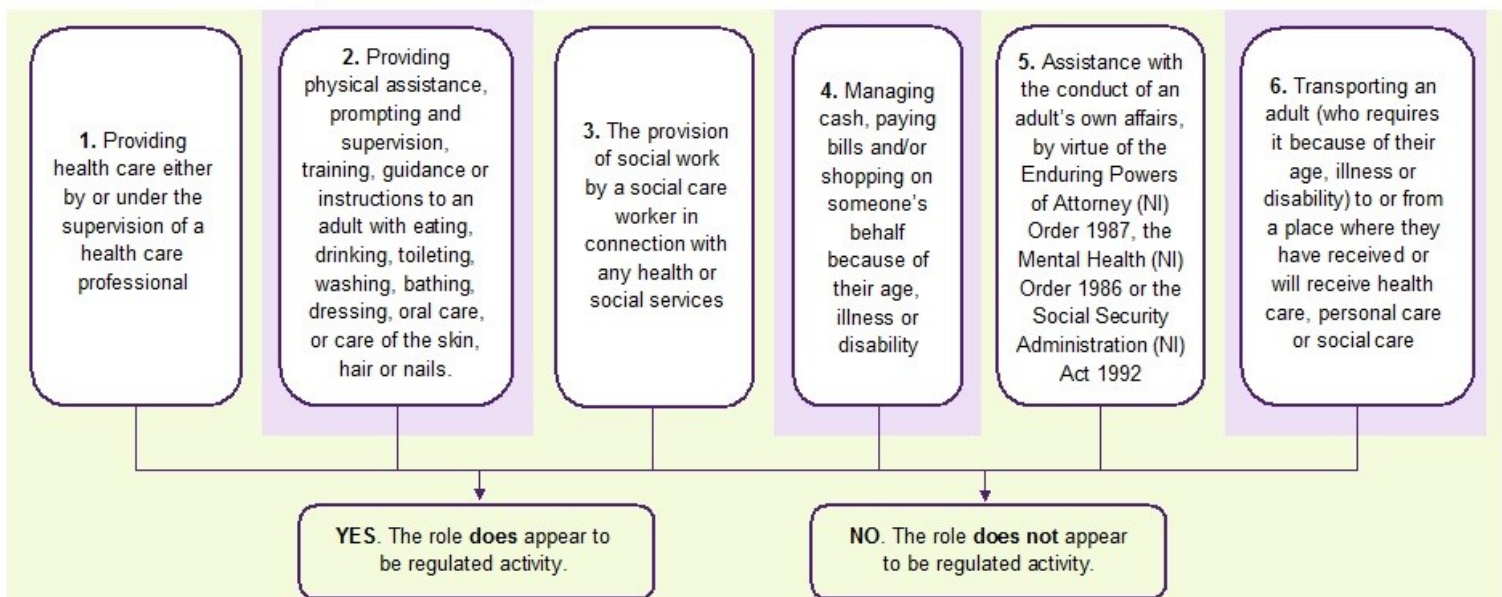 1. Providing
health care either
by or under the
supervision of a
health care
professional
2. Providing
physical assistance,
prompting and
supervision,
training, guidance or
instructions to an
adult with eating,
drinking, toileting,
washing, bathing,
dressing, oral care,
or care of the skin,
hair or nails.
3. The provision
of social work
by a social care
worker in
connection with
any health or
social services
4. Managing
cash, paying
bills and/or
shopping on
someone’s
behalf
because of
their age,
illness or
disability
5. Assistance with
the conduct of an
adult’s own affairs,
by virtue of the
Enduring Powers
of Attorney (NI)
Order 1987, the
Mental Health (NI)
Order 1986 or the
Social Security
Administration (NI)
Act 1992
6. Transporting an
adult (who requires
it because of their
age, illness or
disability) to or from
a place where they
have received or
will receive health
care, personal care
or social care
YES. The role does appear to
be regulated activity.
NO. The role does not appear
to be regulated activity.